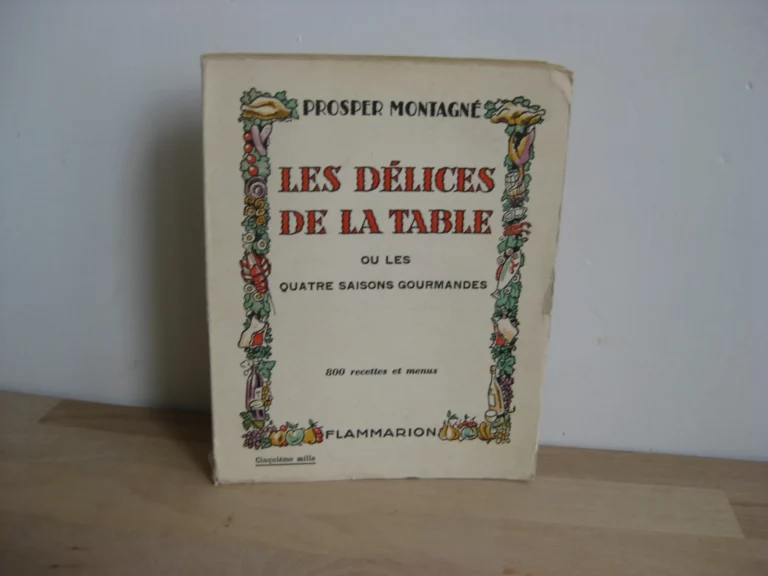 PROSPER MONTAGNÉ
LES DÉLICES
DE LA TABLE
OU LES
QUATRE SAISONS GOURMANDES
800 recettes et menus
FLAMMARION
Cinquième mille